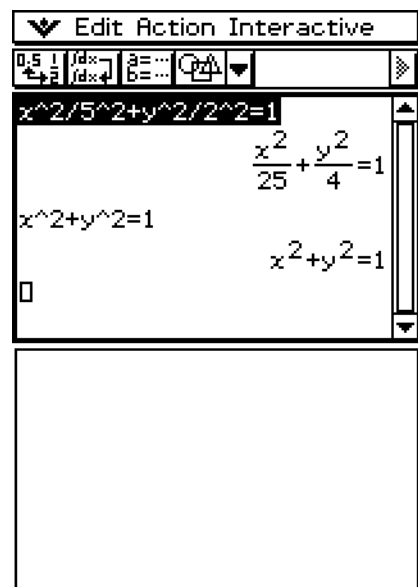 Edit Action Interactive
x^2/5^2+y^2/2^2=1
x²/25+y²/4=1
x^2+y^2=1
x²+y²=1